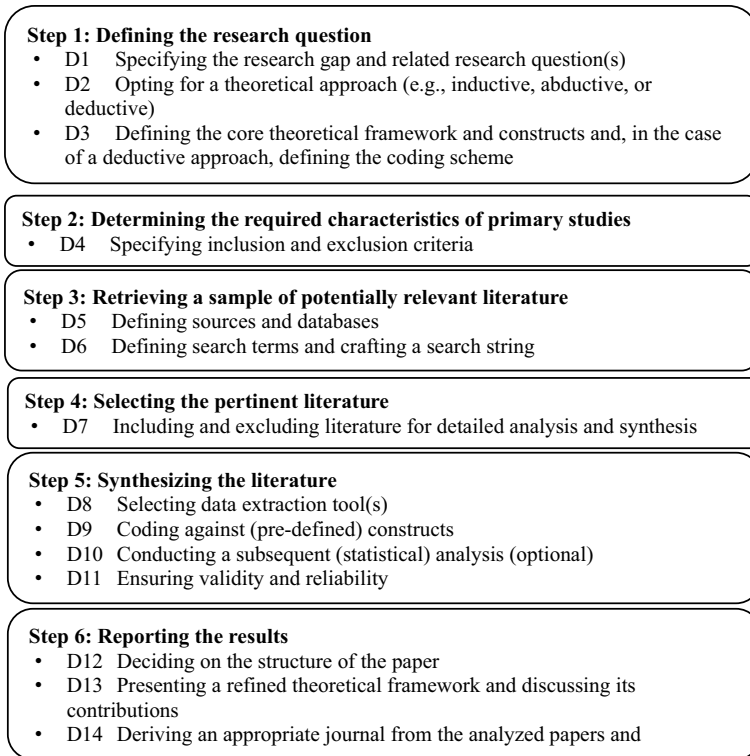 Step 1: Defining the research question
• D1 Specifying the research gap and related research question(s)
• D2 Opting for a theoretical approach (e.g., inductive, abductive, or
deductive)
• D3 Defining the core theoretical framework and constructs and, in the case
of a deductive approach, defining the coding scheme
Step 2: Determining the required characteristics of primary studies
• D4 Specifying inclusion and exclusion criteria
Step 3: Retrieving a sample of potentially relevant literature
• D5 Defining sources and databases
• D6 Defining search terms and crafting a search string
Step 4: Selecting the pertinent literature
• D7 Including and excluding literature for detailed analysis and synthesis
Step 5: Synthesizing the literature
• D8 Selecting data extraction tool(s)
• D9 Coding against (pre-defined) constructs
• D10 Conducting a subsequent (statistical) analysis (optional)
• D11 Ensuring validity and reliability
Step 6: Reporting the results
• D12 Deciding on the structure of the paper
• D13 Presenting a refined theoretical framework and discussing its
contributions
• D14 Deriving an appropriate journal from the analyzed papers and